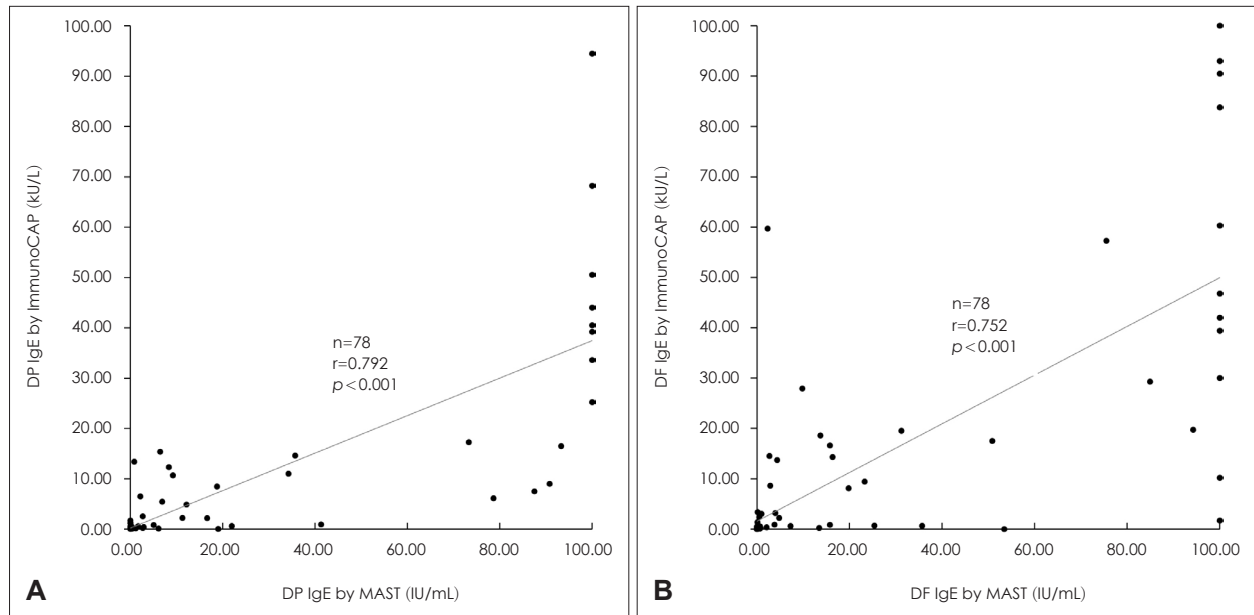 100.00
90.00
80.00
70.00
60.00
50.00
40.00
30.00
20.00
10.00
0.00
DP IgE by ImmunoCAP (kU/L)
n=78
r=0.792
p<0.001
0.00 20.00 40.00 60.00 80.00 100.00
DP IgE by MAST (IU/mL)
A
100.00
90.00
80.00
70.00
60.00
50.00
40.00
30.00
20.00
10.00
0.00
DF IgE by ImmunoCAP (kU/L)
n=78
r=0.752
p<0.001
0.00 20.00 40.00 60.00 80.00 100.00
DF IgE by MAST (IU/mL)
B